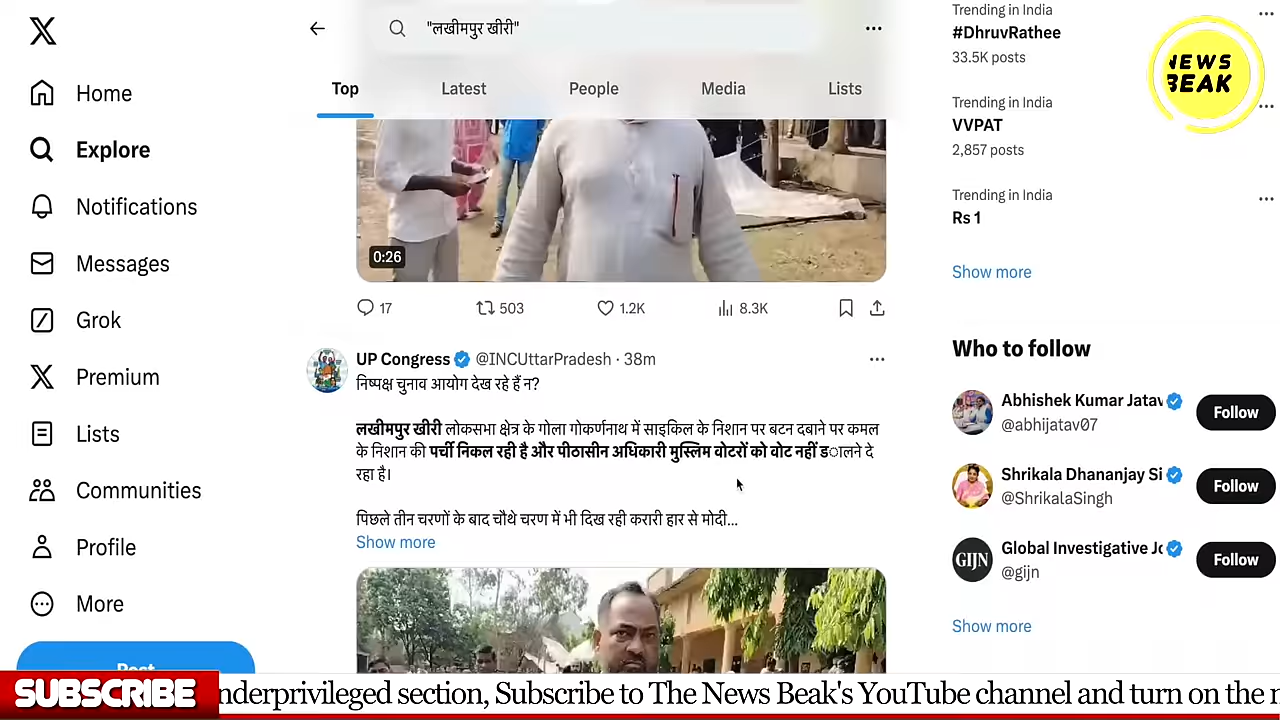 "लखीमपुर खीरी"
Top
Latest
People
Media
Lists
Home
Explore
Notifications
Messages
Grok
Premium
Lists
Communities
Profile
More
Post
0:26
17
503
1.2K
8.3K
UP Congress @INCUttarPradesh · 38m
निष्पक्ष चुनाव आयोग देख रहे हैं न?
लखीमपुर खीरी लोकसभा क्षेत्र के गोला गोकर्णनाथ में साइकिल के निशान पर बटन दबाने पर कमल
के निशान की पर्ची निकल रही है और पीठासीन अधिकारी मुस्लिम वोटरों को वोट नहीं डालने दे
रहा है।
पिछले तीन चरणों के बाद चौथे चरण में भी दिख रही करारी हार से मोदी...
Show more
Trending in India
#DhruvRathee
33.5K posts
Trending in India
VVPAT
2,857 posts
Trending in India
Rs 1
Show more
Who to follow
Abhishek Kumar Jatav
@abhijatav07
Follow
Shrikala Dhananjay Si
@ShrikalaSingh
Follow
Global Investigative Jo
@gijn
Follow
GIJN
Show more
NEWS
BEAK
SUBSCRIBE
nderprivileged section, Subscribe to The News Beak's YouTube channel and turn on the n